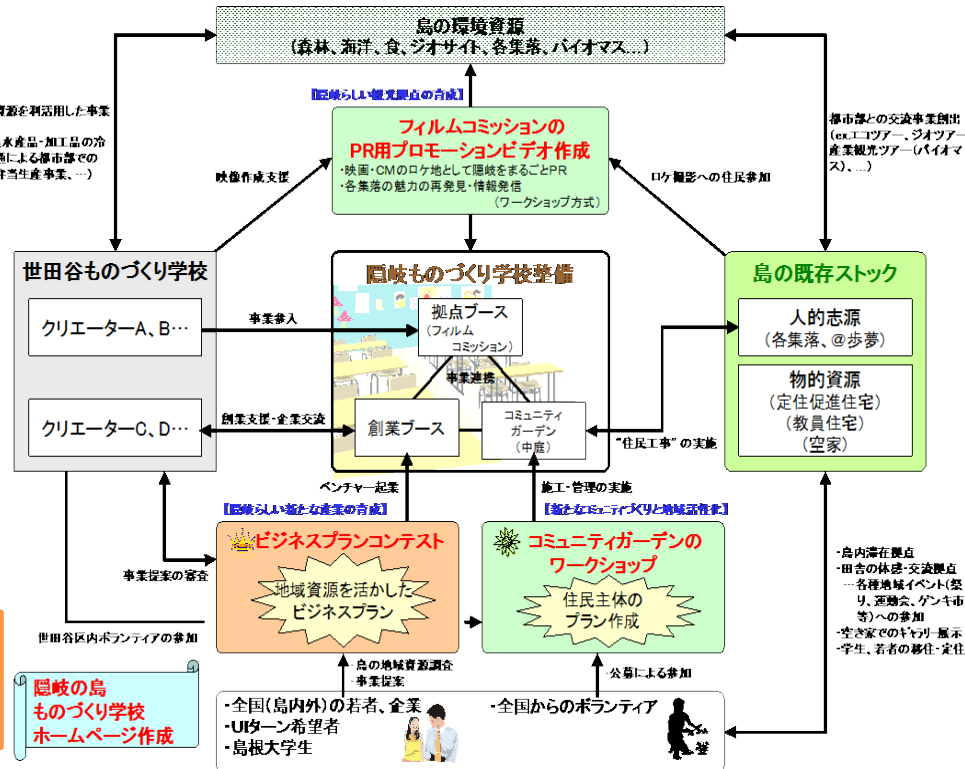 島の環境資源
(森林、海洋、食、ジオサイト、各集落、バイオマス…)
資源を利活用した事業
水産品・加工品の冷
による都市部での
弁当生産事業、…)
【隠岐らしい観光拠点の育成】
都市部との交流事業創出
(exエコツアー、ジオツアー
産業観光ツアー(バイオマ
ス)、…)
フィルムコミッションの
PR用プロモーションビデオ作成
・映画・CMのロケ地として隠岐をまるごとPR
・各集落の魅力の再発見・情報発信
(ワークショップ方式)
映像作成支援
ロケ撮影への住民参加
世田谷ものづくり学校
クリエーターA、B…
クリエーターC、D…
事業参入
創業支援・企業交流
隠岐ものづくり学校整備
拠点ブース
(フィルム
コミッション)
事業連携
創業ブース
コミュニティ
ガーデン
(中庭)
島の既存ストック
人的志源
(各集落、@歩夢)
物的資源
(定住促進住宅)
(教員住宅)
(空家)
"住民工事"の実施
ベンチャー起業
施工・管理の実施
【隠岐らしい新たな産業の育成】
【新たなコミュニティづくりと地域活性化】
ビジネスプランコンテスト
地域資源を活かした
ビジネスプラン
コミュニティガーデンの
ワークショップ
住民主体の
プラン作成
事業提案の審査
世田谷区内ボランティアの参加
・島内滞在拠点
・田舎の体感・交流拠点
…各種地域イベント(祭
り、運動会、ゲンキ市
等)への参加
・空き家でのギャラリー展示
・学生、若者の移住・定住
・島の地域資源調査
・事業提案
・公募による参加
隠岐の島
ものづくり学校
ホームページ作成
・全国(島内外)の若者、企業
・UIターン希望者
・島根大学生
・全国からのボランティア